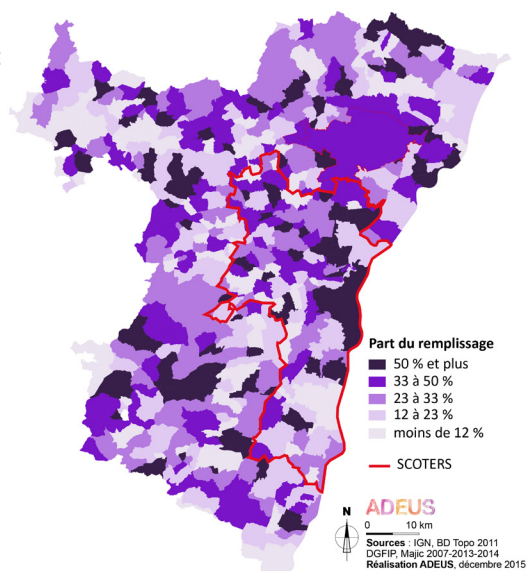 Part du remplissage
50 % et plus
33 à 50 %
23 à 33 %
12 à 23 %
moins de 12 %
SCOTERS
N
ADEUS
0 10 km
Sources : IGN, BD Topo 2011
DGFIP, Majic 2007-2013-2014
Réalisation ADEUS, décembre 2015